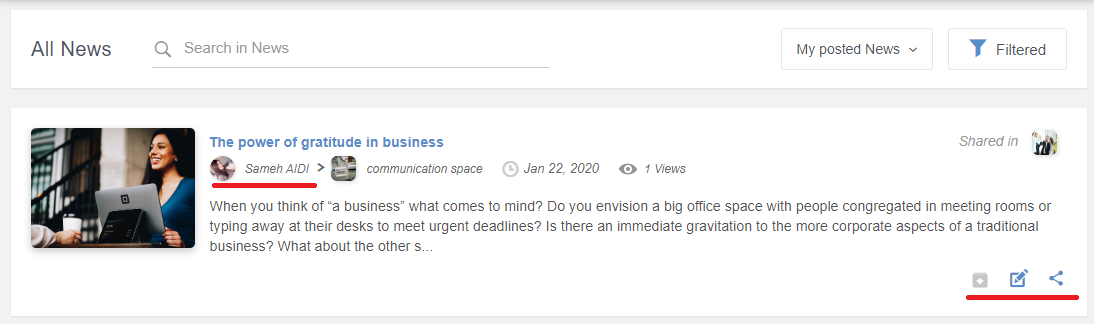 All News
Search in News
My posted News
Filtered
The power of gratitude in business
Shared in
Sameh AIDI > communication space Jan 22, 2020 1 Views
When you think of “a business” what comes to mind? Do you envision a big office space with people congregated in meeting rooms or
typing away at their desks to meet urgent deadlines? Is there an immediate gravitation to the more corporate aspects of a traditional
business? What about the other s...